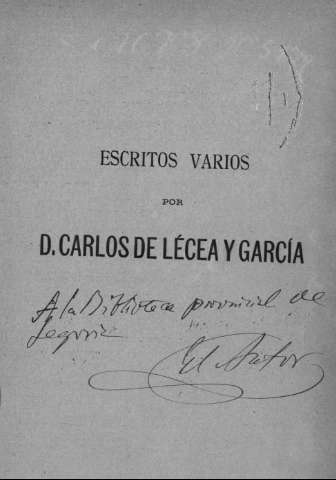 ESCRITOS VARIOS
POR
D. CARLOS DE LÉCEA Y GARCÍA
A la Biblioteca provincial de
Segovia
El Autor